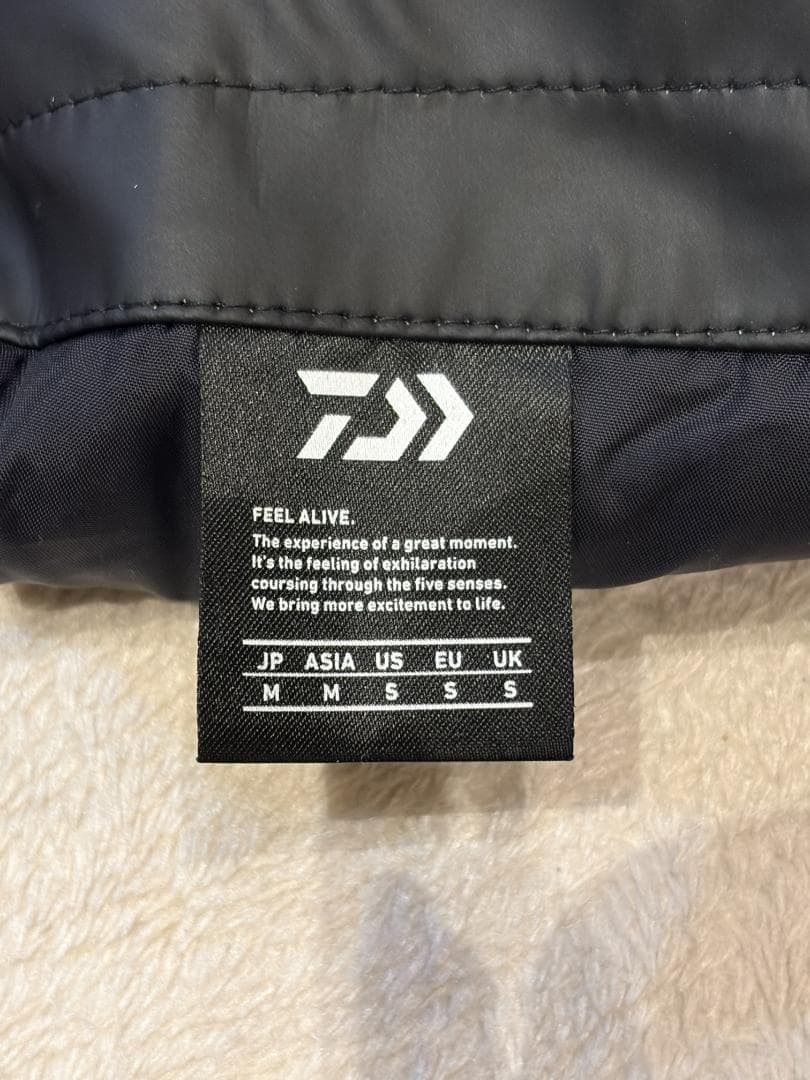 FEEL ALIVE.
The experience of a great moment.
It's the feeling of exhilaration
coursing through the five senses.
We bring more excitement to life.
JP ASIA US EU UK
M M S S S